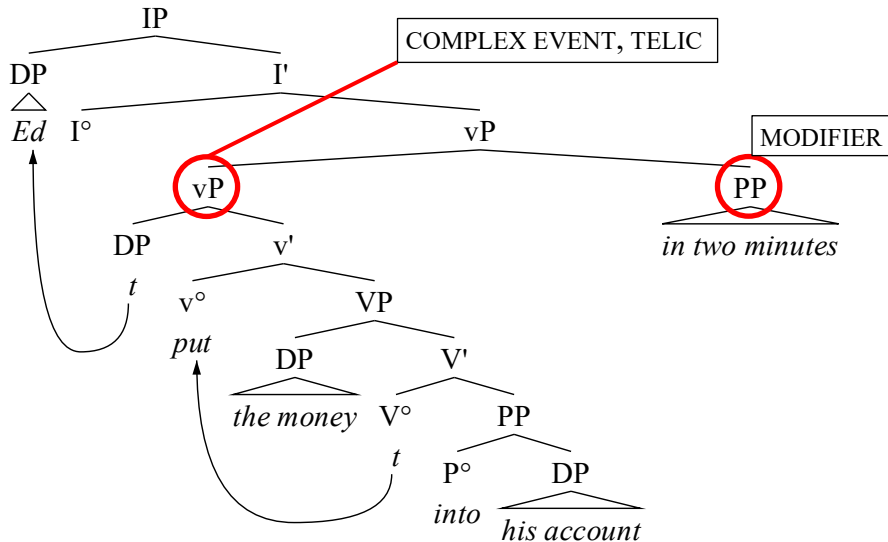 IP
COMPLEX EVENT, TELIC
DP I'
Ed I° vP
MODIFIER
vP PP
in two minutes
DP v'
t v° VP
put
DP V'
the money V° PP
t P° DP
into his account